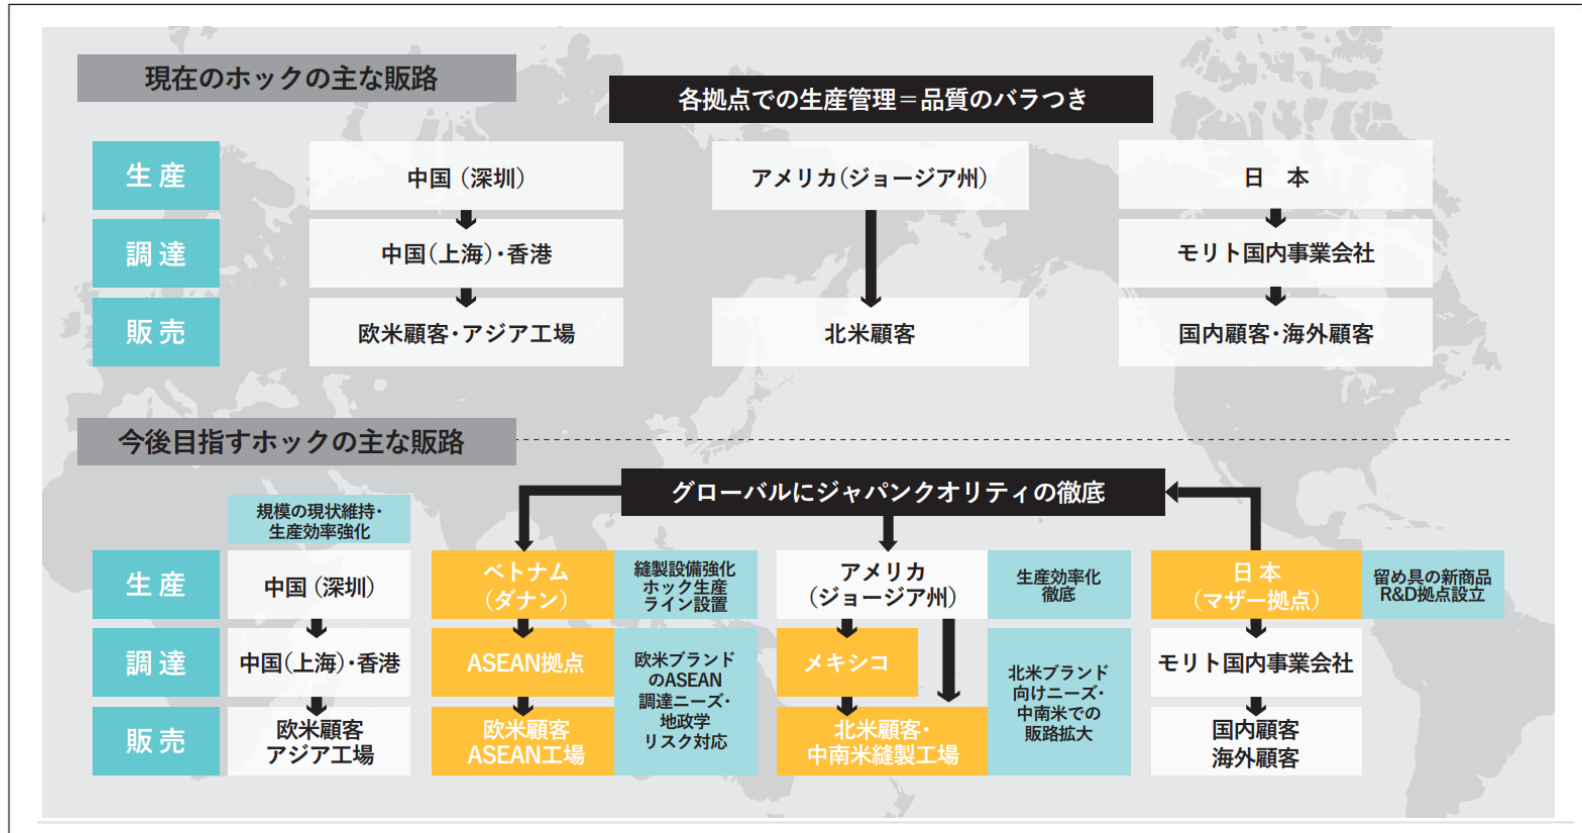 現在のホックの主な販路
各拠点での生産管理＝品質のバラつき
生産
中国（深圳）
アメリカ（ジョージア州）
日　本
調達
中国（上海）・香港
モリト国内事業会社
販売
欧米顧客・アジア工場
北米顧客
国内顧客・海外顧客
今後目指すホックの主な販路
グローバルにジャパンクオリティの徹底
規模の現状維持・
生産効率強化
生産
中国（深圳）
ベトナム
（ダナン）
縫製設備強化
ホック生産
ライン設置
アメリカ
（ジョージア州）
生産効率化
徹底
日本
（マザー拠点）
留め具の新商品
R&D拠点設立
調達
中国（上海）・香港
ASEAN拠点
欧米ブランド
のASEAN
調達ニーズ・
地政学
リスク対応
メキシコ
北米ブランド
向けニーズ・
中南米での
販路拡大
モリト国内事業会社
販売
欧米顧客
アジア工場
欧米顧客
ASEAN工場
北米顧客・
中南米縫製工場
国内顧客
海外顧客